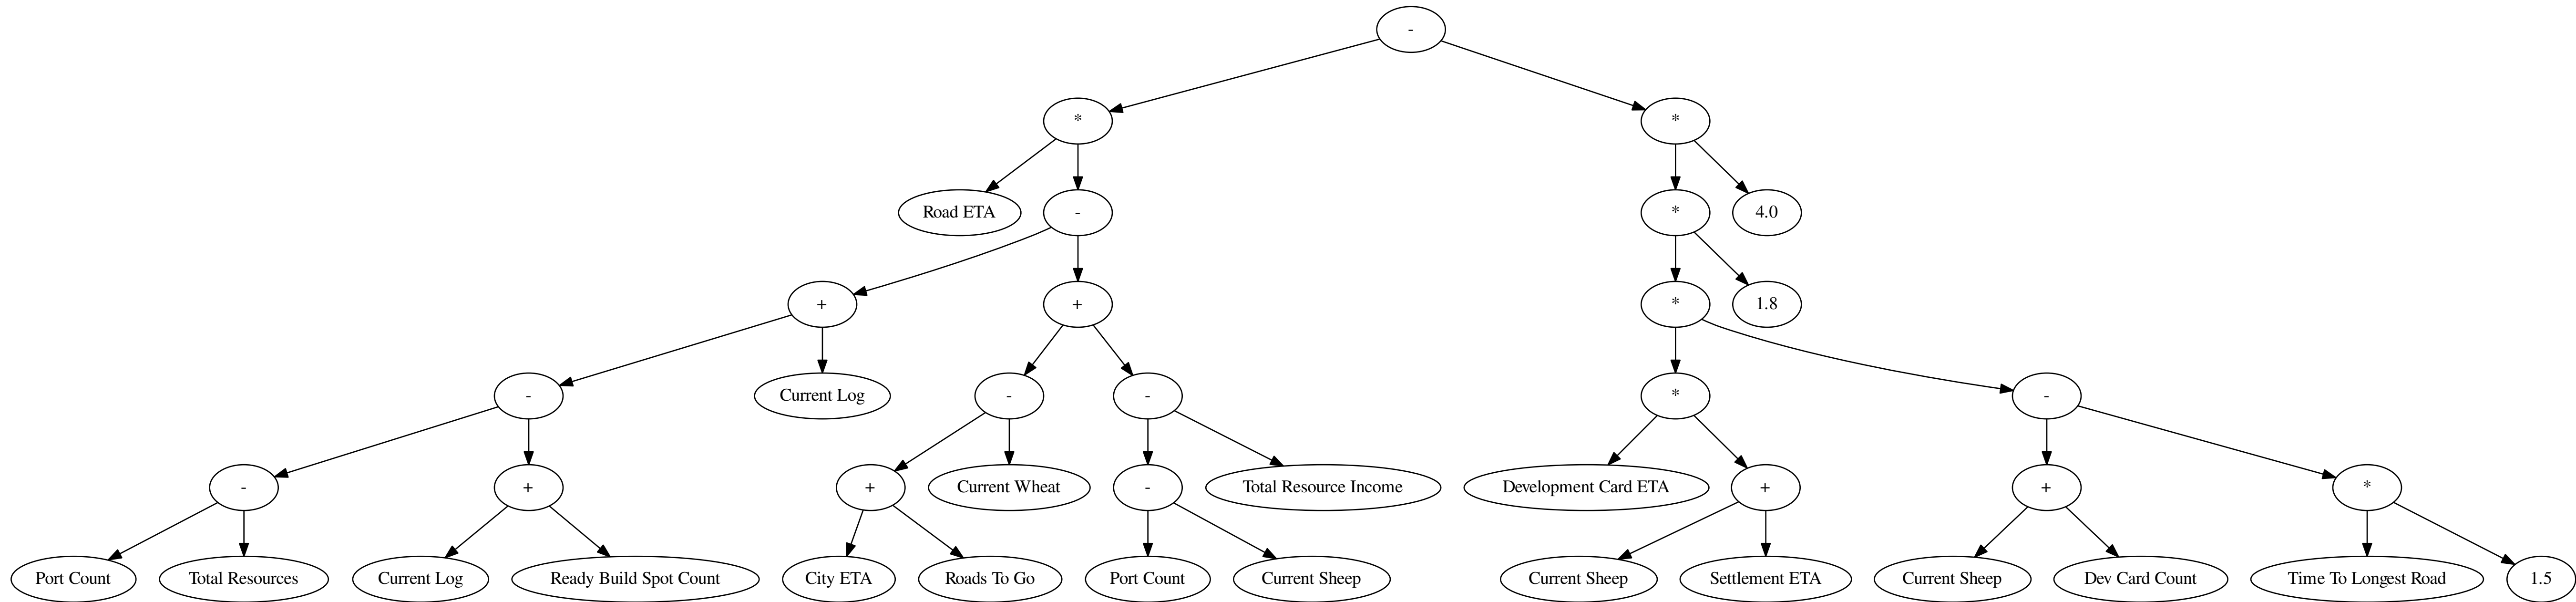 -
*
*
Road ETA
-
*
4.0
+
+
*
1.8
-
Current Log
-
-
*
-
-
+
+
Current Wheat
-
Total Resource Income
Development Card ETA
+
+
*
Port Count
Total Resources
Current Log
Ready Build Spot Count
City ETA
Roads To Go
Port Count
Current Sheep
Current Sheep
Settlement ETA
Current Sheep
Dev Card Count
Time To Longest Road
1.5